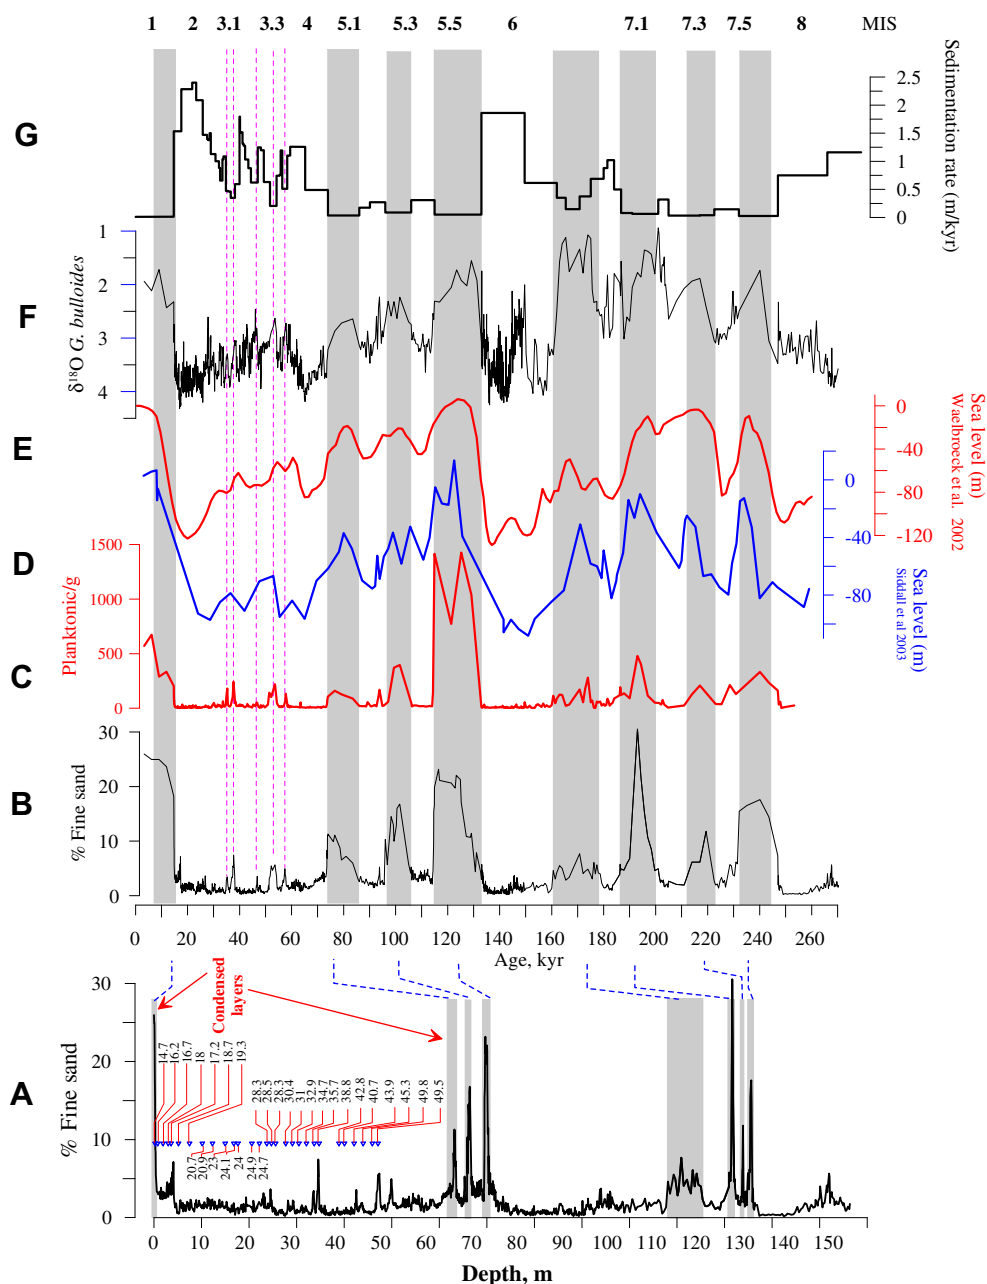 1 2 3.1 3.3 4 5.1 5.3 5.5 6 7.1 7.3 7.5 8 MIS
G
2.5
2
1.5
1
0.5
0
Sedimentation rate (m/kyr)
F
1
2
3
4
δ¹⁸O G. bulloides
E
0
-40
-80
-120
Sea level (m)
Waelbroeck et al. 2002
D
0
-40
-80
Sea level (m)
Siddall et al 2003
C
1500
1000
500
0
Planktonic/g
B
30
20
10
0
% Fine sand
0 20 40 60 80 100 120 140 160 180 200 220 240 260
Age, kyr
A
30
20
10
0
% Fine sand
Condensed
layers
14.7 16.2 16.7 18 17.2 18.7 19.3
28.3 28.5 28.3 30.4 31 32.9 34.7 35.7 38.8 42.8 40.7 43.9 45.3 49.8 49.5
20.7 20.9 23 24.1 24 24.9 24.7
0 10 20 30 40 50 60 70 80 90 100 110 120 130 140 150
Depth, m